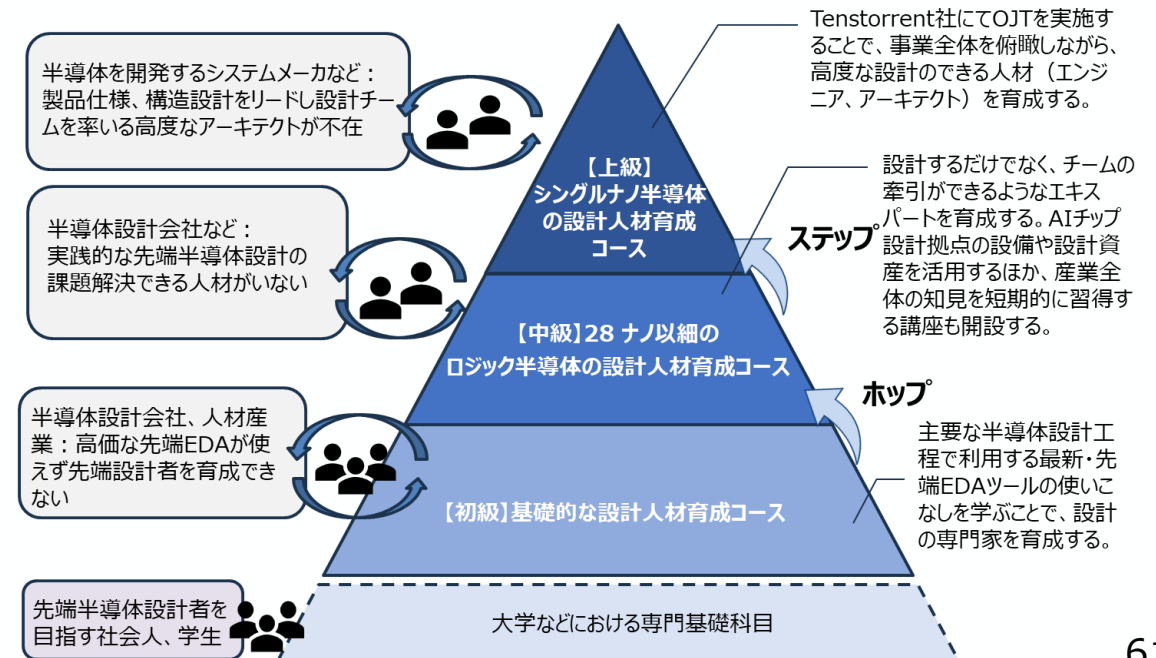 半導体を開発するシステムメーカなど：
製品仕様、構造設計をリードし設計チー
ムを率いる高度なアーキテクトが不在
Tenstorrent社にてOJTを実施す
ることで、事業全体を俯瞰しながら、
高度な設計のできる人材（エンジ
ニア、アーキテクト）を育成する。
【上級】
シングルナノ半導体
の設計人材育成
コース
半導体設計会社など：
実践的な先端半導体設計の
課題解決できる人材がいない
ステップ
設計するだけでなく、チームの
牽引ができるようなエキス
パートを育成する。AIチップ
設計拠点の設備や設計資
産を活用するほか、産業全
体の知見を短期的に習得す
る講座も開設する。
【中級】28 ナノ以細の
ロジック半導体の設計人材育成コース
ホップ
半導体設計会社、人材産
業：高価な先端EDAが使
えず先端設計者を育成でき
ない
【初級】基礎的な設計人材育成コース
主要な半導体設計工
程で利用する最新・先
端EDAツールの使いこ
なしを学ぶことで、設計
の専門家を育成する。
先端半導体設計者を
目指す社会人、学生
大学などにおける専門基礎科目